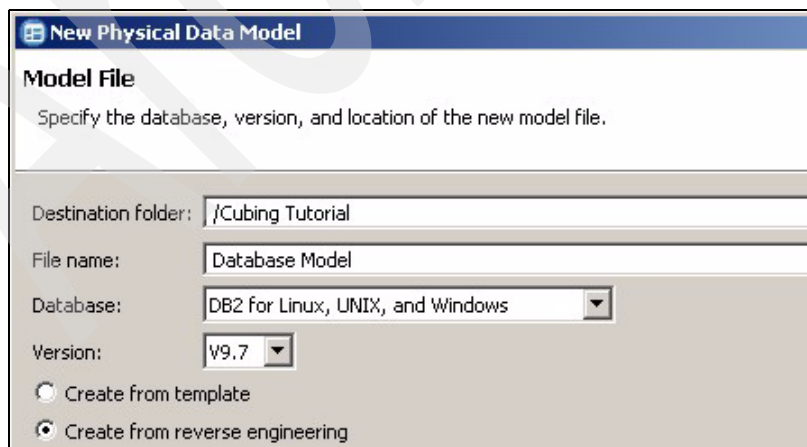 New Physical Data Model
Model File
Specify the database, version, and location of the new model file.
Destination folder: /Cubing Tutorial
File name: Database Model
Database: DB2 for Linux, UNIX, and Windows
Version: V9.7
Create from template
Create from reverse engineering